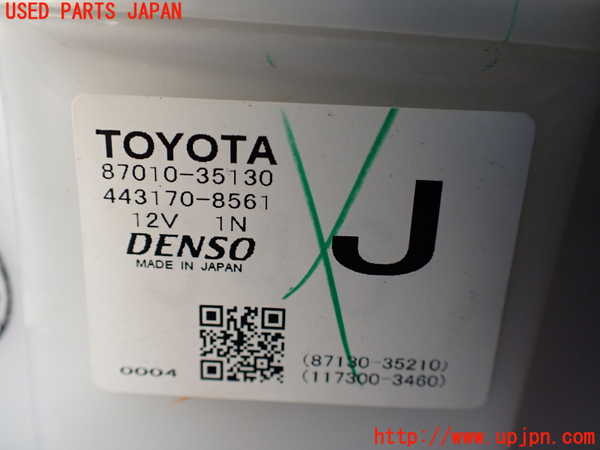 USED PARTS JAPAN
TOYOTA
87010-35130
443170-8561
12V 1N
DENSO
MADE IN JAPAN
J
0004
(87130-35210)
(117300-3460)
http://www.upjpn.com/